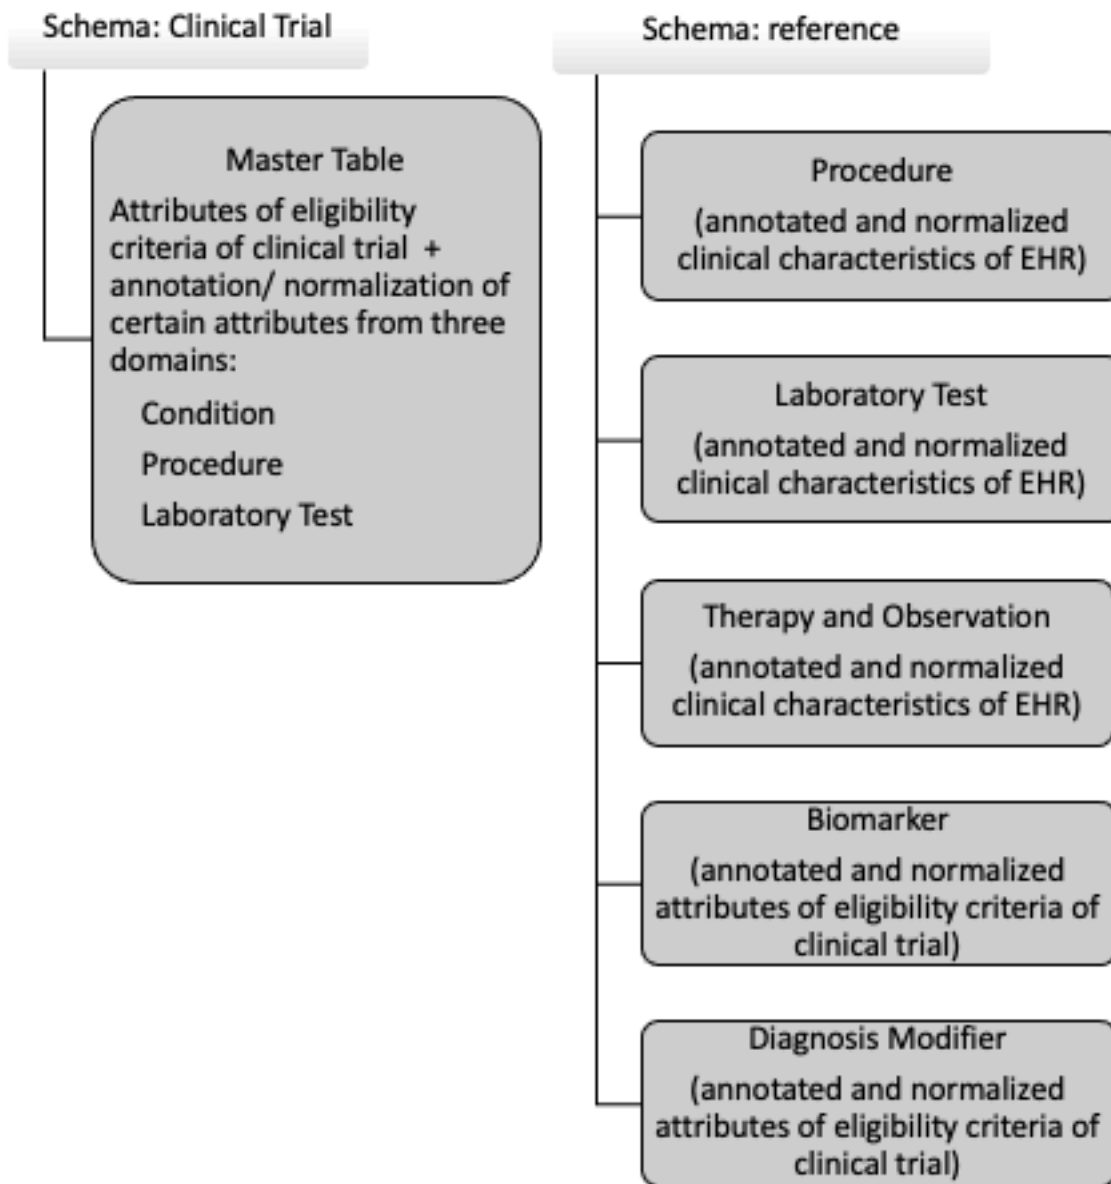 Schema: Clinical Trial
Master Table
Attributes of eligibility
criteria of clinical trial +
annotation/ normalization of
certain attributes from three
domains:
Condition
Procedure
Laboratory Test
Schema: reference
Procedure
(annotated and normalized
clinical characteristics of EHR)
Laboratory Test
(annotated and normalized
clinical characteristics of EHR)
Therapy and Observation
(annotated and normalized
clinical characteristics of EHR)
Biomarker
(annotated and normalized
attributes of eligibility criteria of
clinical trial)
Diagnosis Modifier
(annotated and normalized
attributes of eligibility criteria of
clinical trial)